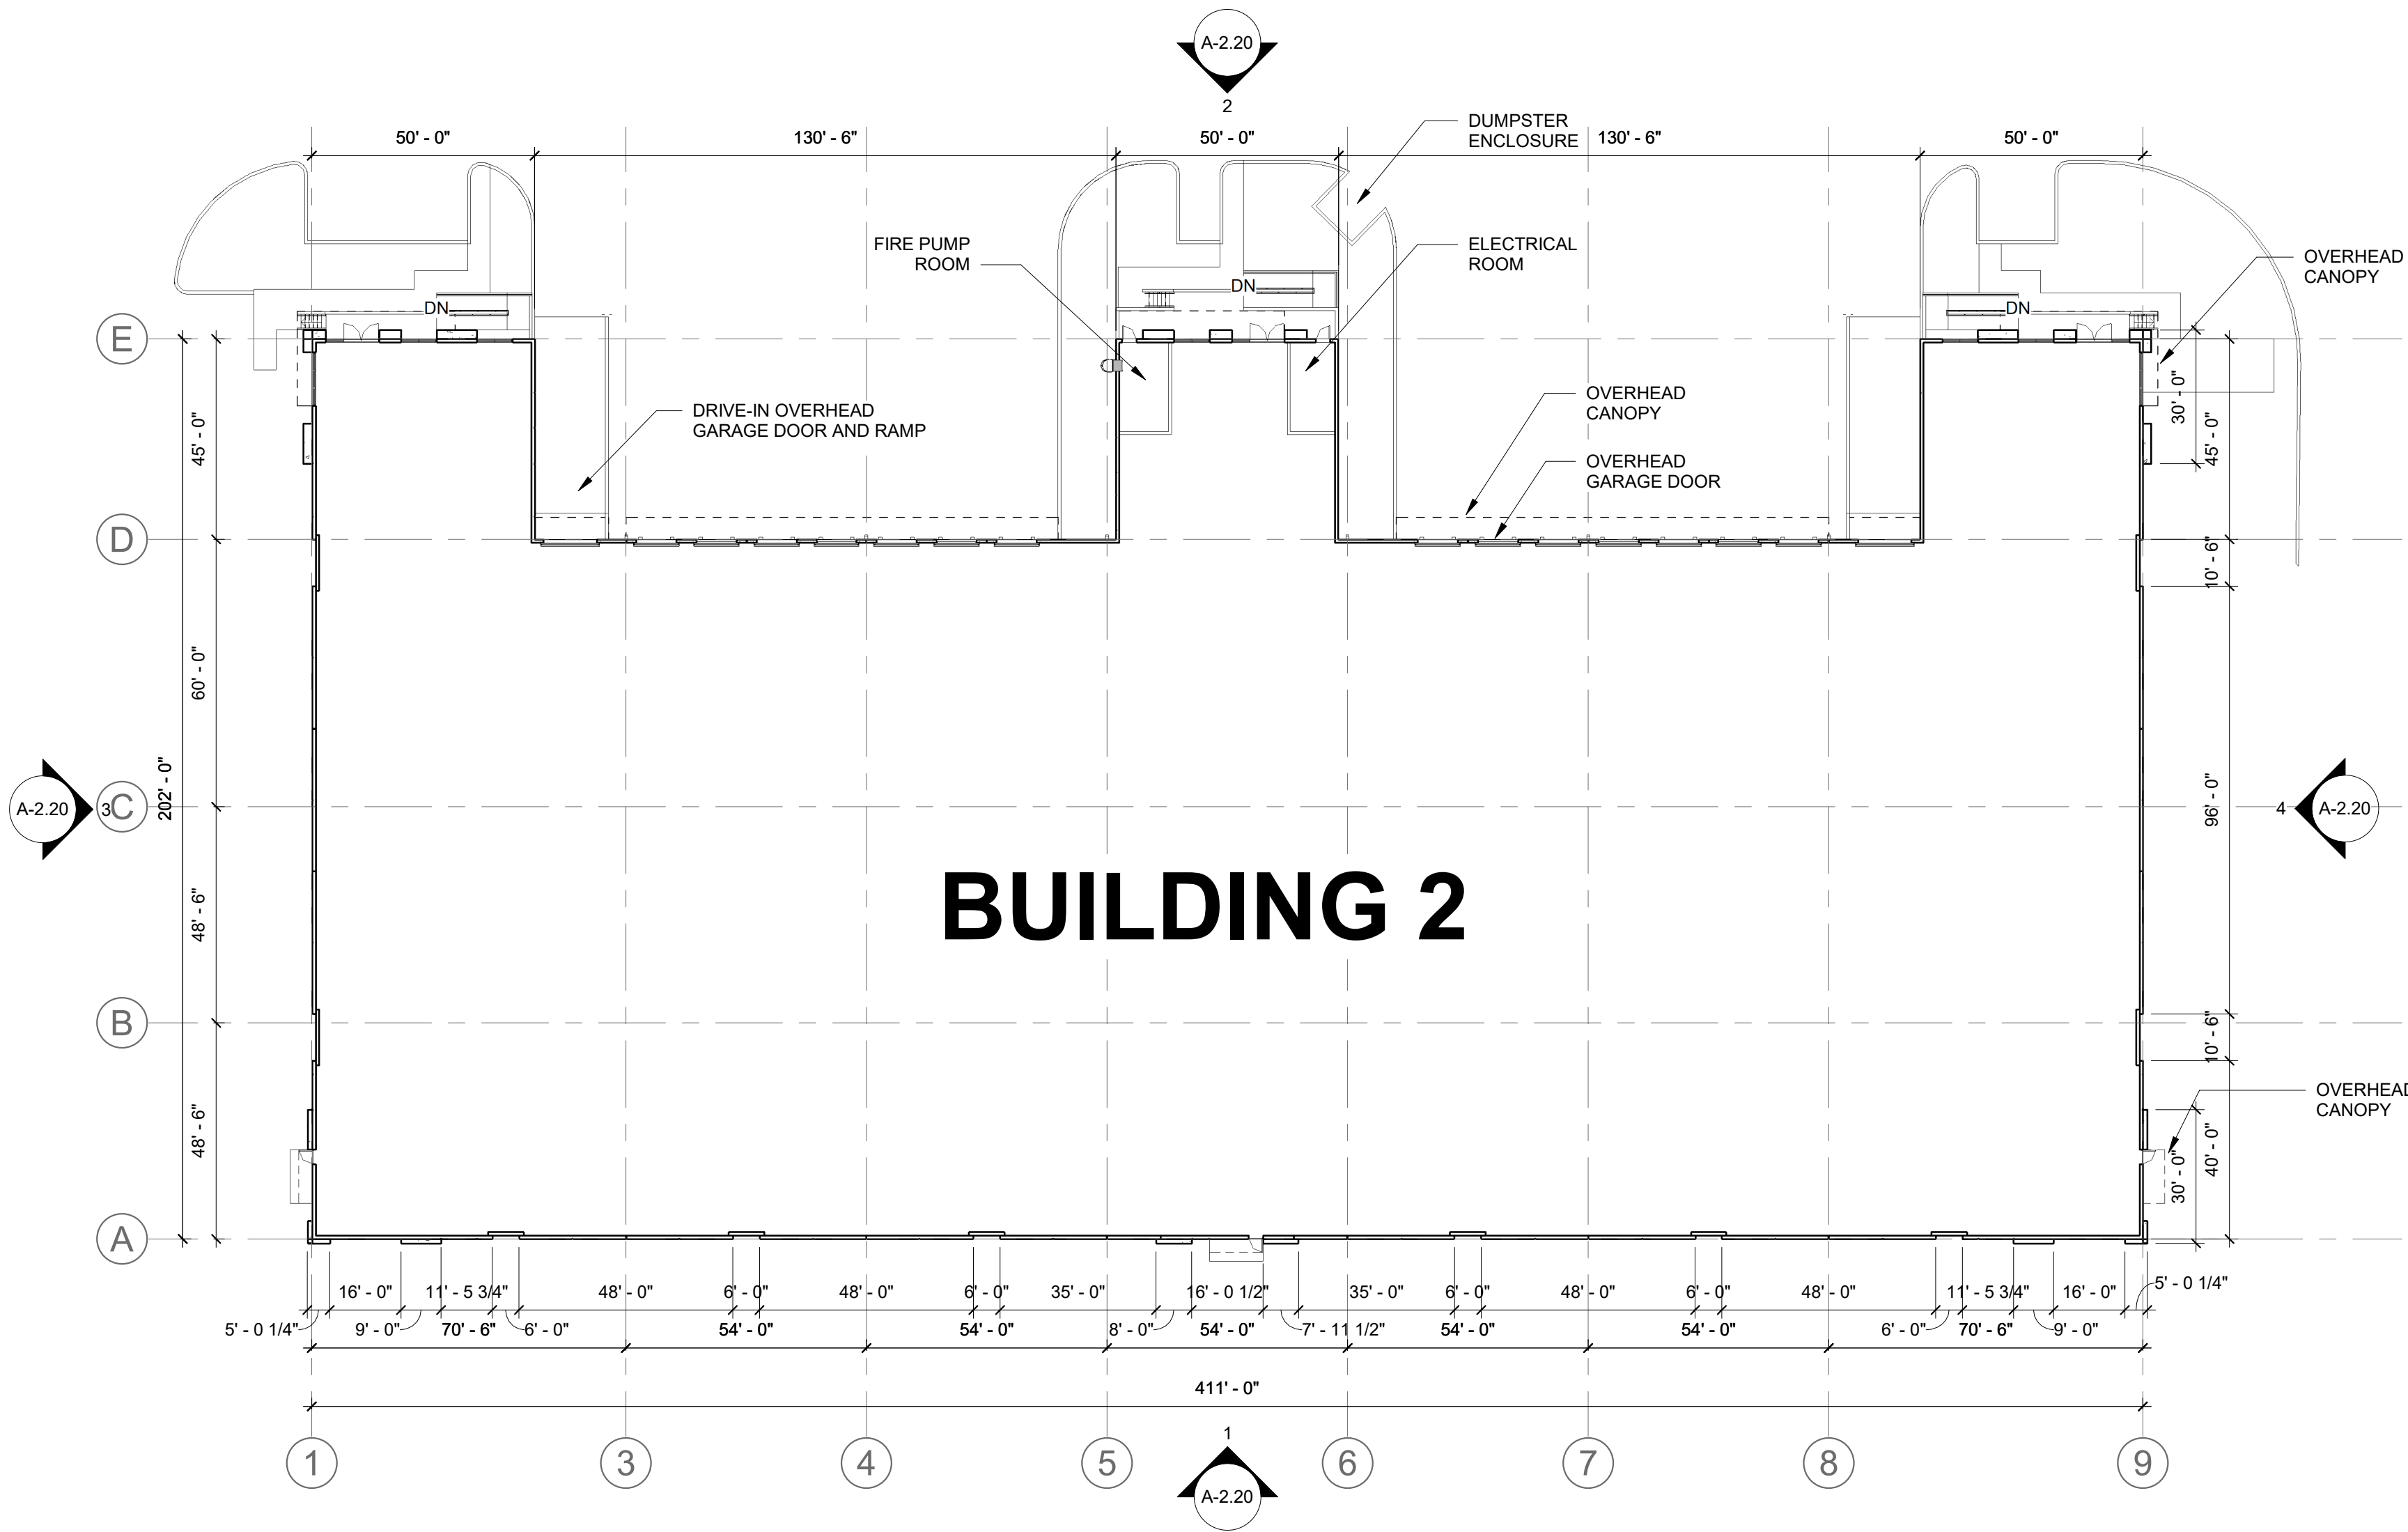 A-2.20
2
50' - 0"
130' - 6"
50' - 0"
130' - 6"
50' - 0"
DUMPSTER
ENCLOSURE
FIRE PUMP
ROOM
ELECTRICAL
ROOM
OVERHEAD
CANOPY
DN
DN
DN
E
DRIVE-IN OVERHEAD
GARAGE DOOR AND RAMP
OVERHEAD
CANOPY
OVERHEAD
GARAGE DOOR
45' - 0"
30' - 0"
45' - 0"
D
10' - 6"
60' - 0"
202' - 0"
A-2.20
3
C
96' - 0"
4
A-2.20
BUILDING 2
48' - 6"
B
10' - 6"
OVERHEAD
CANOPY
48' - 6"
40' - 0"
30' - 0"
A
16' - 0"
11' - 5 3/4"
48' - 0"
6' - 0"
48' - 0"
6' - 0"
35' - 0"
16' - 0 1/2"
35' - 0"
6' - 0"
48' - 0"
6' - 0"
48' - 0"
11' - 5 3/4"
16' - 0"
5' - 0 1/4"
5' - 0 1/4"
9' - 0"
70' - 6"
6' - 0"
54' - 0"
54' - 0"
8' - 0"
54' - 0"
7' - 11 1/2"
54' - 0"
54' - 0"
6' - 0"
70' - 6"
9' - 0"
411' - 0"
1
1
3
4
5
6
7
8
9
A-2.20